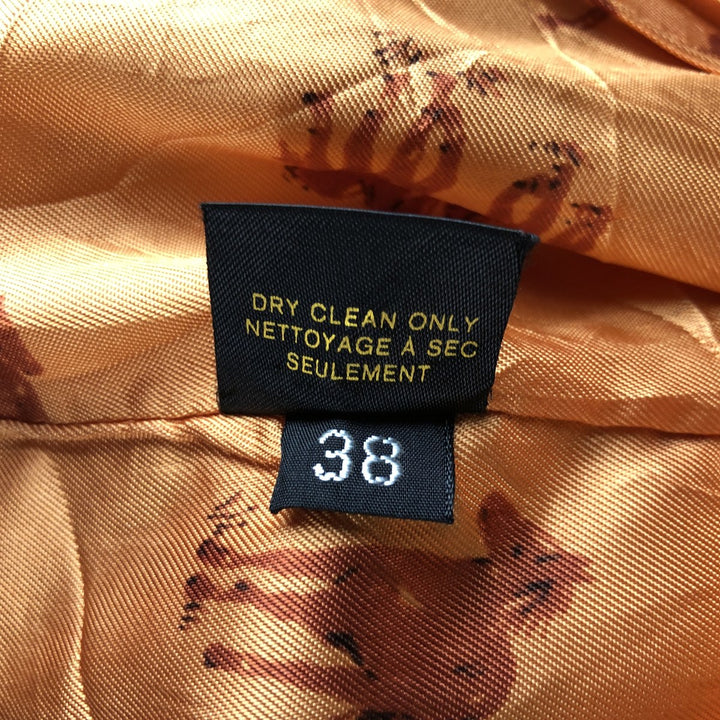 DRY CLEAN ONLY
NETTOYAGE A SEC
SEULEMENT
38